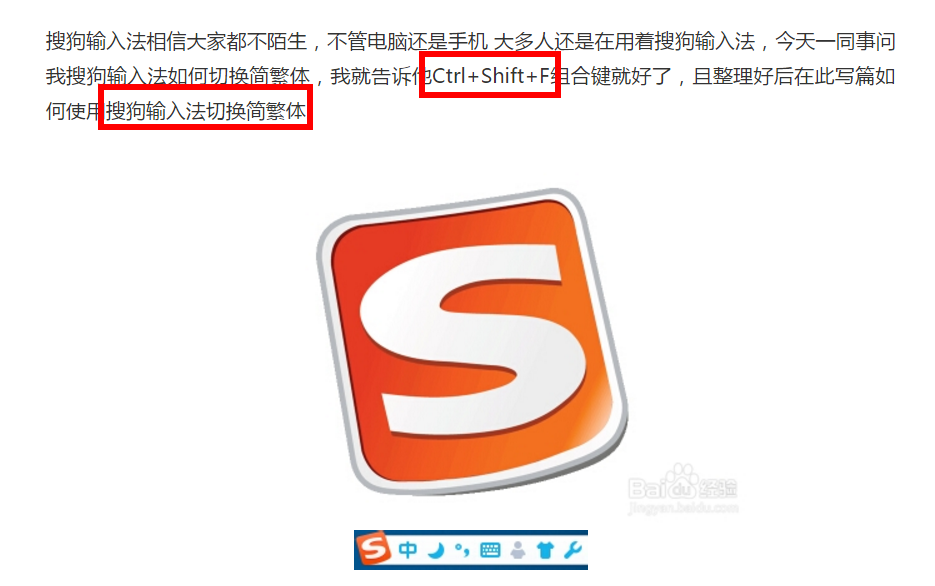 搜狗输入法相信大家都不陌生，不管电脑还是手机 大多人还是在用着搜狗输入法，今天一同事问
我搜狗输入法如何切换简繁体，我就告诉他Ctrl+Shift+F组合键就好了，且整理好后在此写篇如
何使用搜狗输入法切换简繁体
S
Baidu经验
jingyan.baidu.com
S中